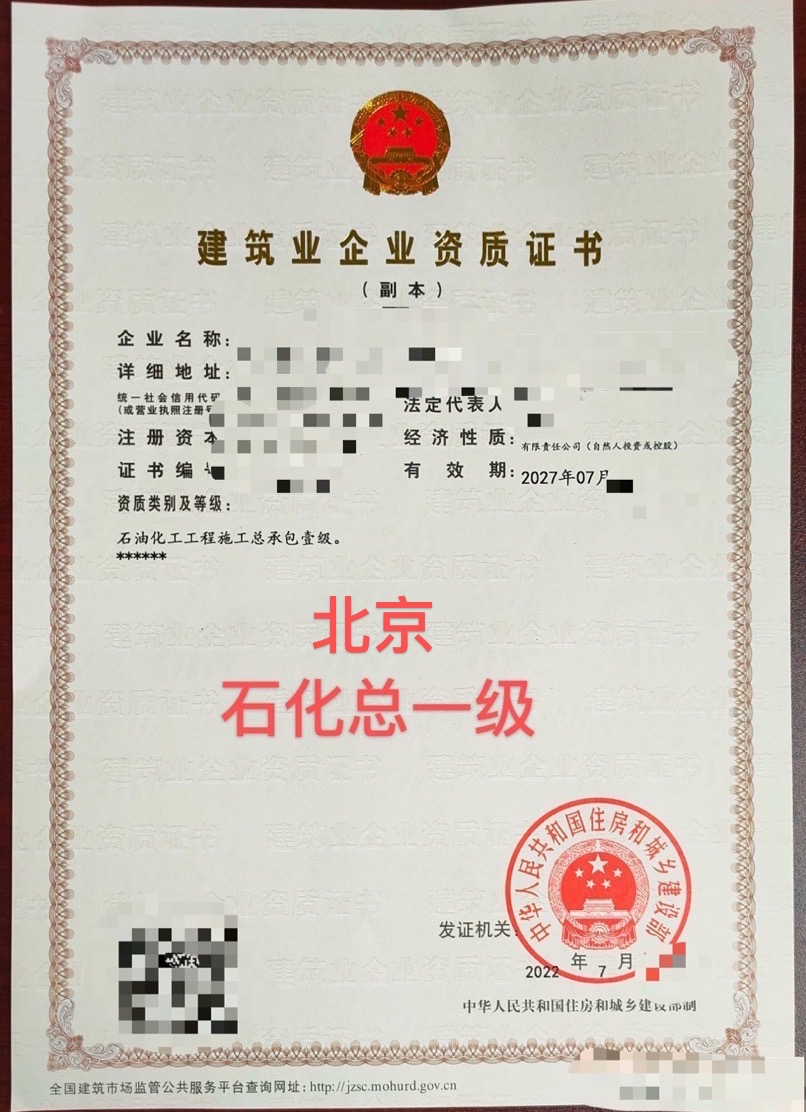 建筑业企业资质证书
（副本）
企业名称：
详细地址：
统一社会信用代码
（或营业执照注册号
法定代表人
注册资本
经济性质：有限责任公司（自然人投资或控股）
证书编
有效期：2027年07月
资质类别及等级：
石油化工工程施工总承包壹级。
******
北京
石化总一级
中华人民共和国住房和城乡建设部
发证机关：
2022年7月
中华人民共和国住房和城乡建设部制
全国建筑市场监管公共服务平台查询网址：http://jzsc.mohurd.gov.cn